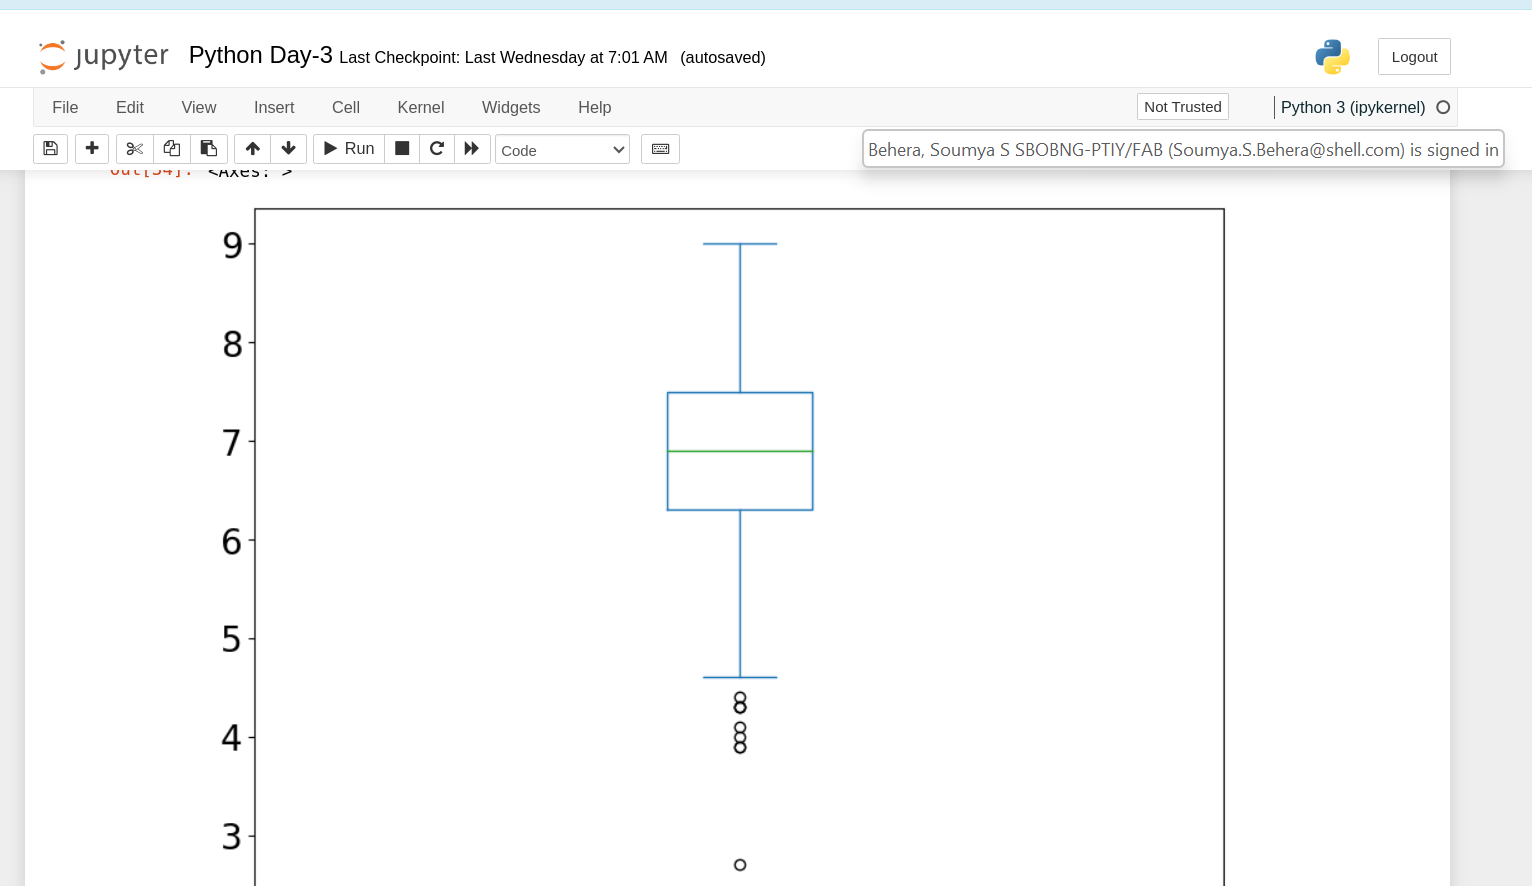 jupyter Python Day-3 Last Checkpoint: Last Wednesday at 7:01 AM (autosaved) Logout
File Edit View Insert Cell Kernel Widgets Help Not Trusted Python 3 (ipykernel)
Run Code Behera, Soumya S SBOBNG-PTIY/FAB (Soumya.S.Behera@shell.com) is signed in
Out[34]: <Axes: >
9
8
7
6
5
4
3